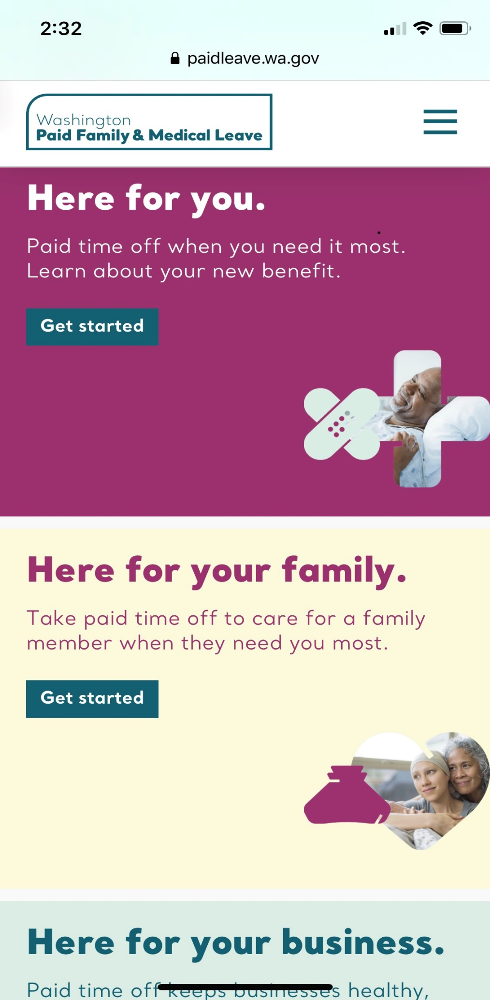 2:32
paidleave.wa.gov
Washington
Paid Family & Medical Leave
Here for you.
Paid time off when you need it most.
Learn about your new benefit.
Get started
Here for your family.
Take paid time off to care for a family
member when they need you most.
Get started
Here for your business.
Paid time off keeps businesses healthy,